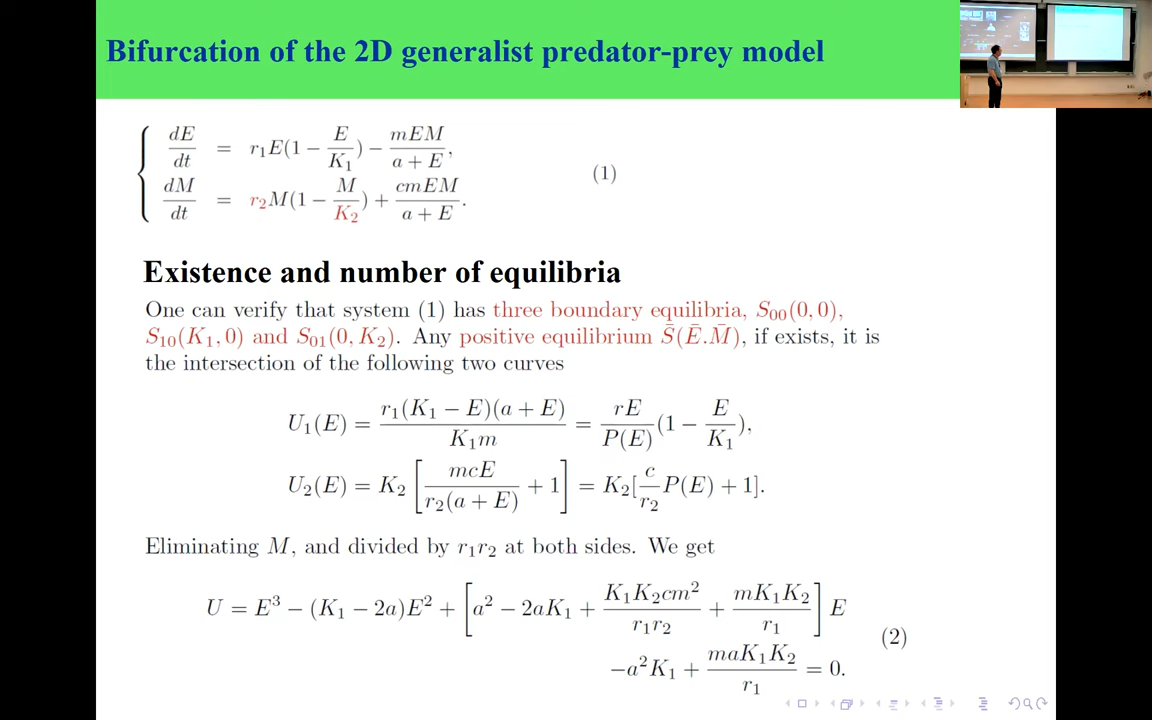 Bifurcation of the 2D generalist predator-prey model
dE/dt = r₁E(1 − E/K₁) − mEM/(a + E),
(1)
dM/dt = r₂M(1 − M/K₂) + cmEM/(a + E).
Existence and number of equilibria
One can verify that system (1) has three boundary equilibria, S₀₀(0, 0),
S₁₀(K₁, 0) and S₀₁(0, K₂). Any positive equilibrium S̄(Ē.M̄), if exists, it is
the intersection of the following two curves
U₁(E) = r₁(K₁ − E)(a + E)/(K₁m) = rE/P(E) (1 − E/K₁),
U₂(E) = K₂[mcE/(r₂(a + E)) + 1] = K₂[c/r₂ P(E) + 1].
Eliminating M, and divided by r₁r₂ at both sides. We get
U = E³ − (K₁ − 2a)E² + [a² − 2aK₁ + K₁K₂cm²/(r₁r₂) + mK₁K₂/r₁] E
(2)
−a²K₁ + maK₁K₂/r₁ = 0.